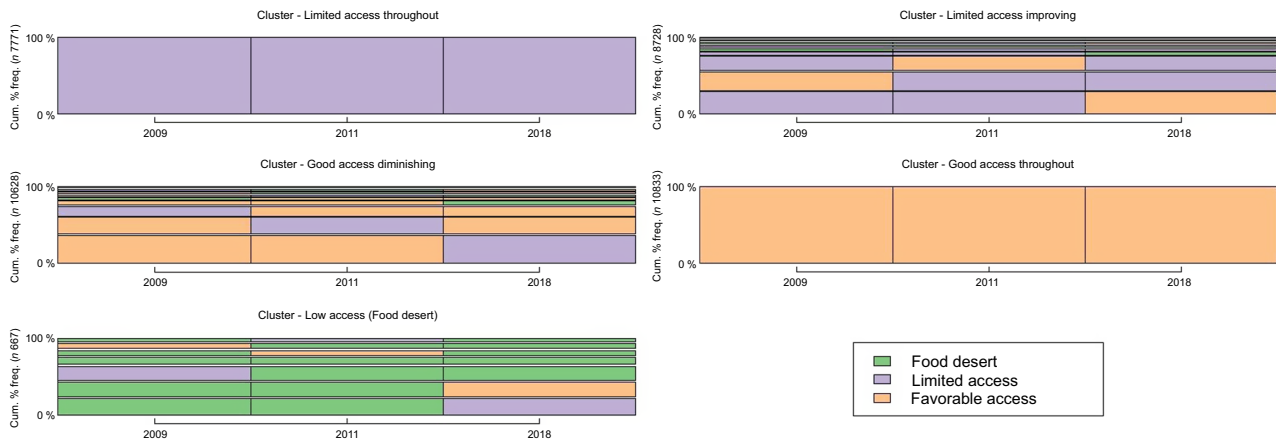 Cluster - Limited access throughout
Cum. % freq. (n 7771)
100 %
0 %
2009 2011 2018
Cluster - Limited access improving
Cum. % freq. (n 8728)
100 %
0 %
2009 2011 2018
Cluster - Good access diminishing
Cum. % freq. (n 10628)
100 %
0 %
2009 2011 2018
Cluster - Good access throughout
Cum. % freq. (n 10833)
100 %
0 %
2009 2011 2018
Cluster - Low access (Food desert)
Cum. % freq. (n 667)
100 %
0 %
2009 2011 2018
Food desert
Limited access
Favorable access